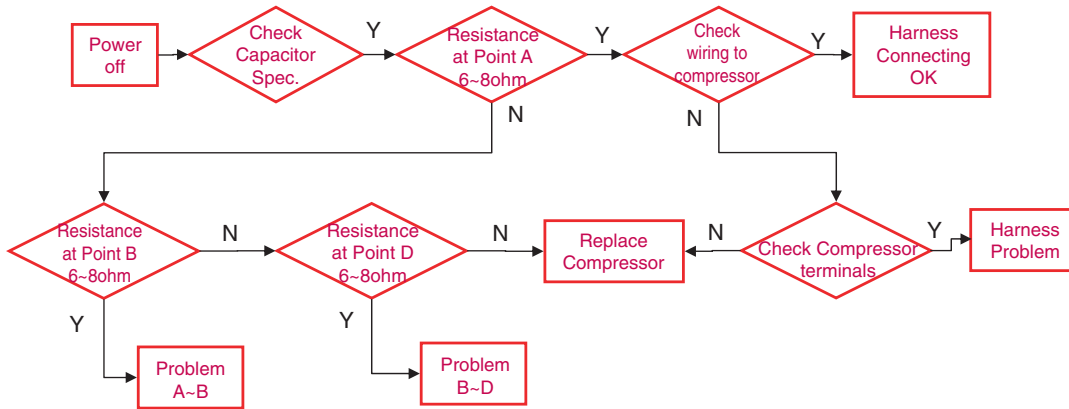 Power
off
Check
Capacitor
Spec.
Y
Resistance
at Point A
6~8ohm
Y
Check
wiring to
compressor
Y
Harness
Connecting
OK
N
N
Resistance
at Point B
6~8ohm
N
Resistance
at Point D
6~8ohm
N
Replace
Compressor
N
Check Compressor
terminals
Y
Harness
Problem
Y
Problem
A~B
Y
Problem
B~D